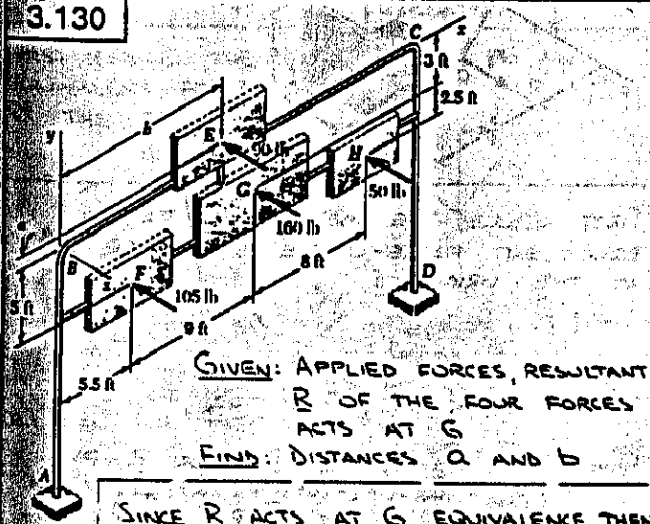 3.130
C
x
3 ft
2.5 ft
y
b
E
90 lb
H
G
50 lb
160 lb
a
8 ft
B
z
F
105 lb
5 ft
9 ft
D
5.5 ft
A
GIVEN: APPLIED FORCES, RESULTANT
R OF THE FOUR FORCES
ACTS AT G
FIND: DISTANCES a AND b
SINCE R ACTS AT G, EQUIVALENCE THEN